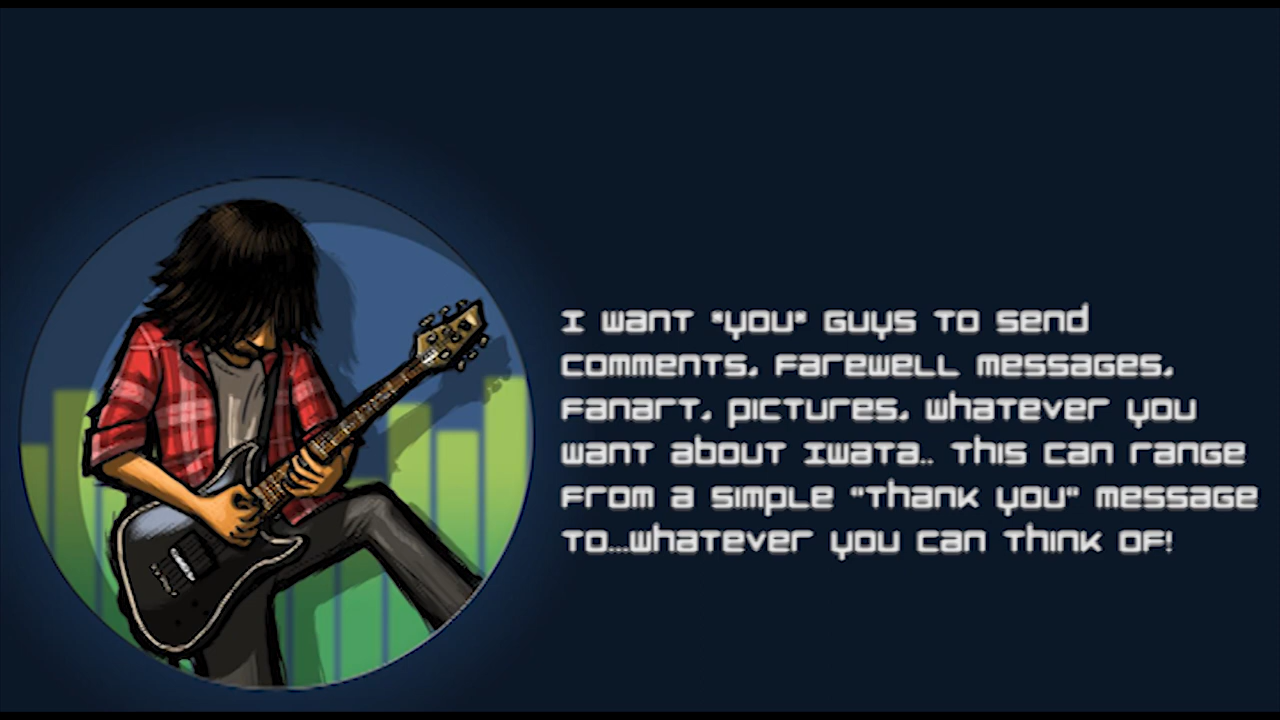 I want *you* guys to send
comments, farewell messages,
fanart, pictures, whatever you
want about Iwata.. This can range
from a simple "thank you" message
to...whatever you can think of!